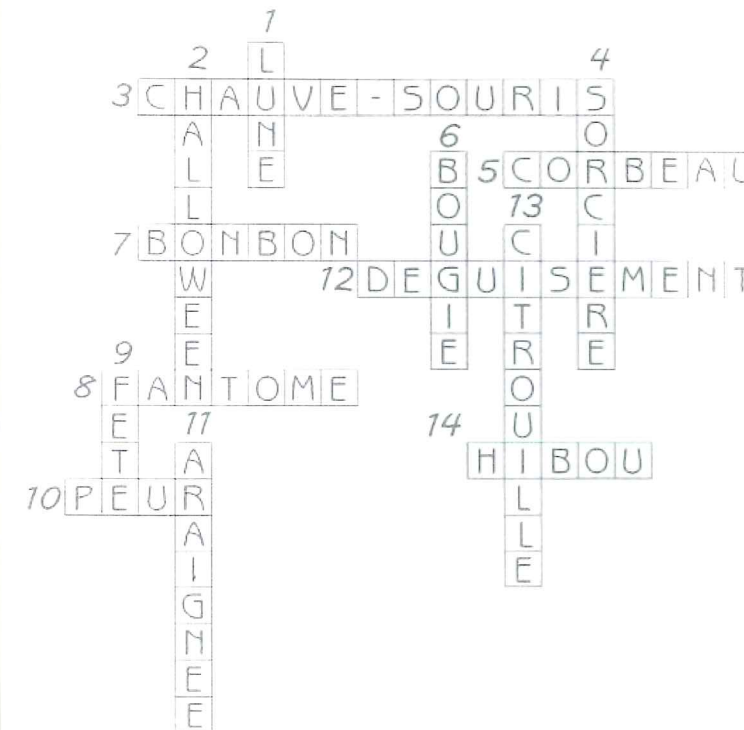 1
LUNE
2
HALLOWEEN
3 CHAUVE-SOURIS
4
SORCIERE
5 CORBEAU
6
BOUGIE
7 BONBON
8 FANTOME
9
FETE
10 PEUR
11
ARAIGNEE
12 DEGUISEMENT
13
CITROUILLE
14
HIBOU